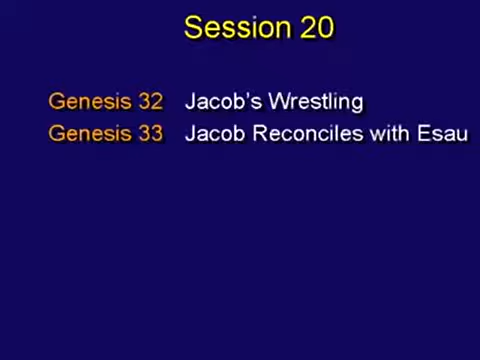 Session 20
Genesis 32 Jacob's Wrestling
Genesis 33 Jacob Reconciles with Esau